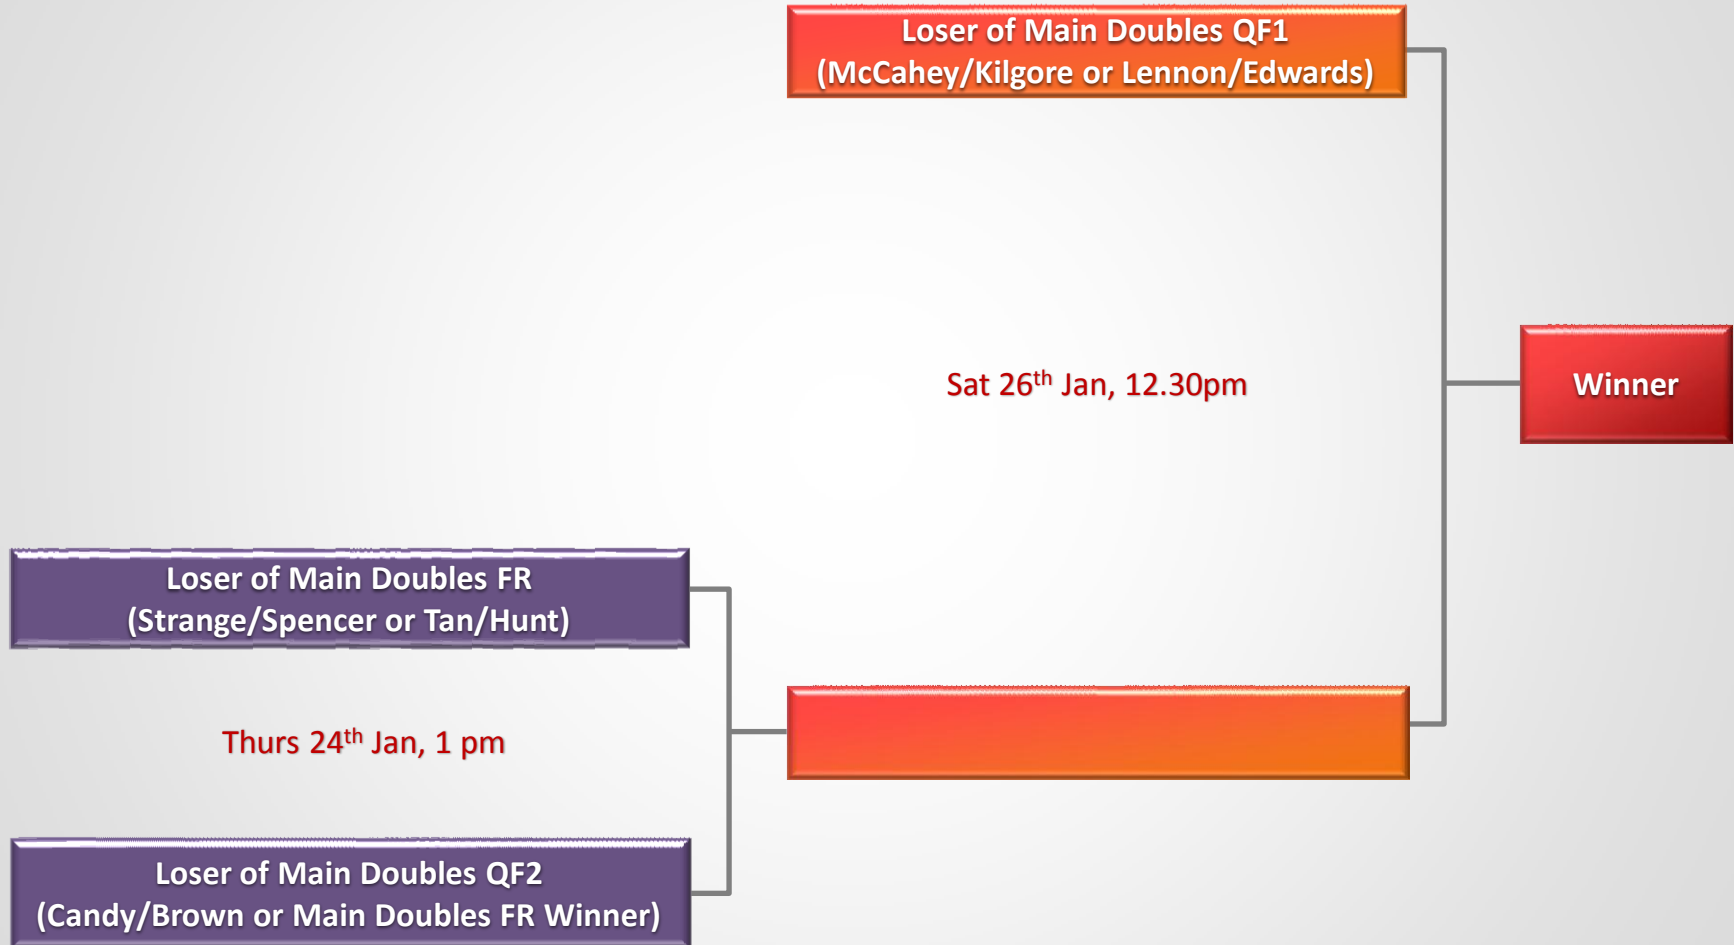 Loser of Main Doubles QF1
(McCahey/Kilgore or Lennon/Edwards)
Sat 26th Jan, 12.30pm
Winner
Loser of Main Doubles FR
(Strange/Spencer or Tan/Hunt)
Thurs 24th Jan, 1 pm
Loser of Main Doubles QF2
(Candy/Brown or Main Doubles FR Winner)